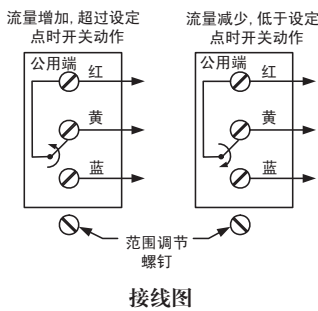 流量增加, 超过设定
点时开关动作
公用端
红
黄
蓝
流量减少, 低于设定
点时开关动作
公用端
红
黄
蓝
范围调节
螺钉
接线图